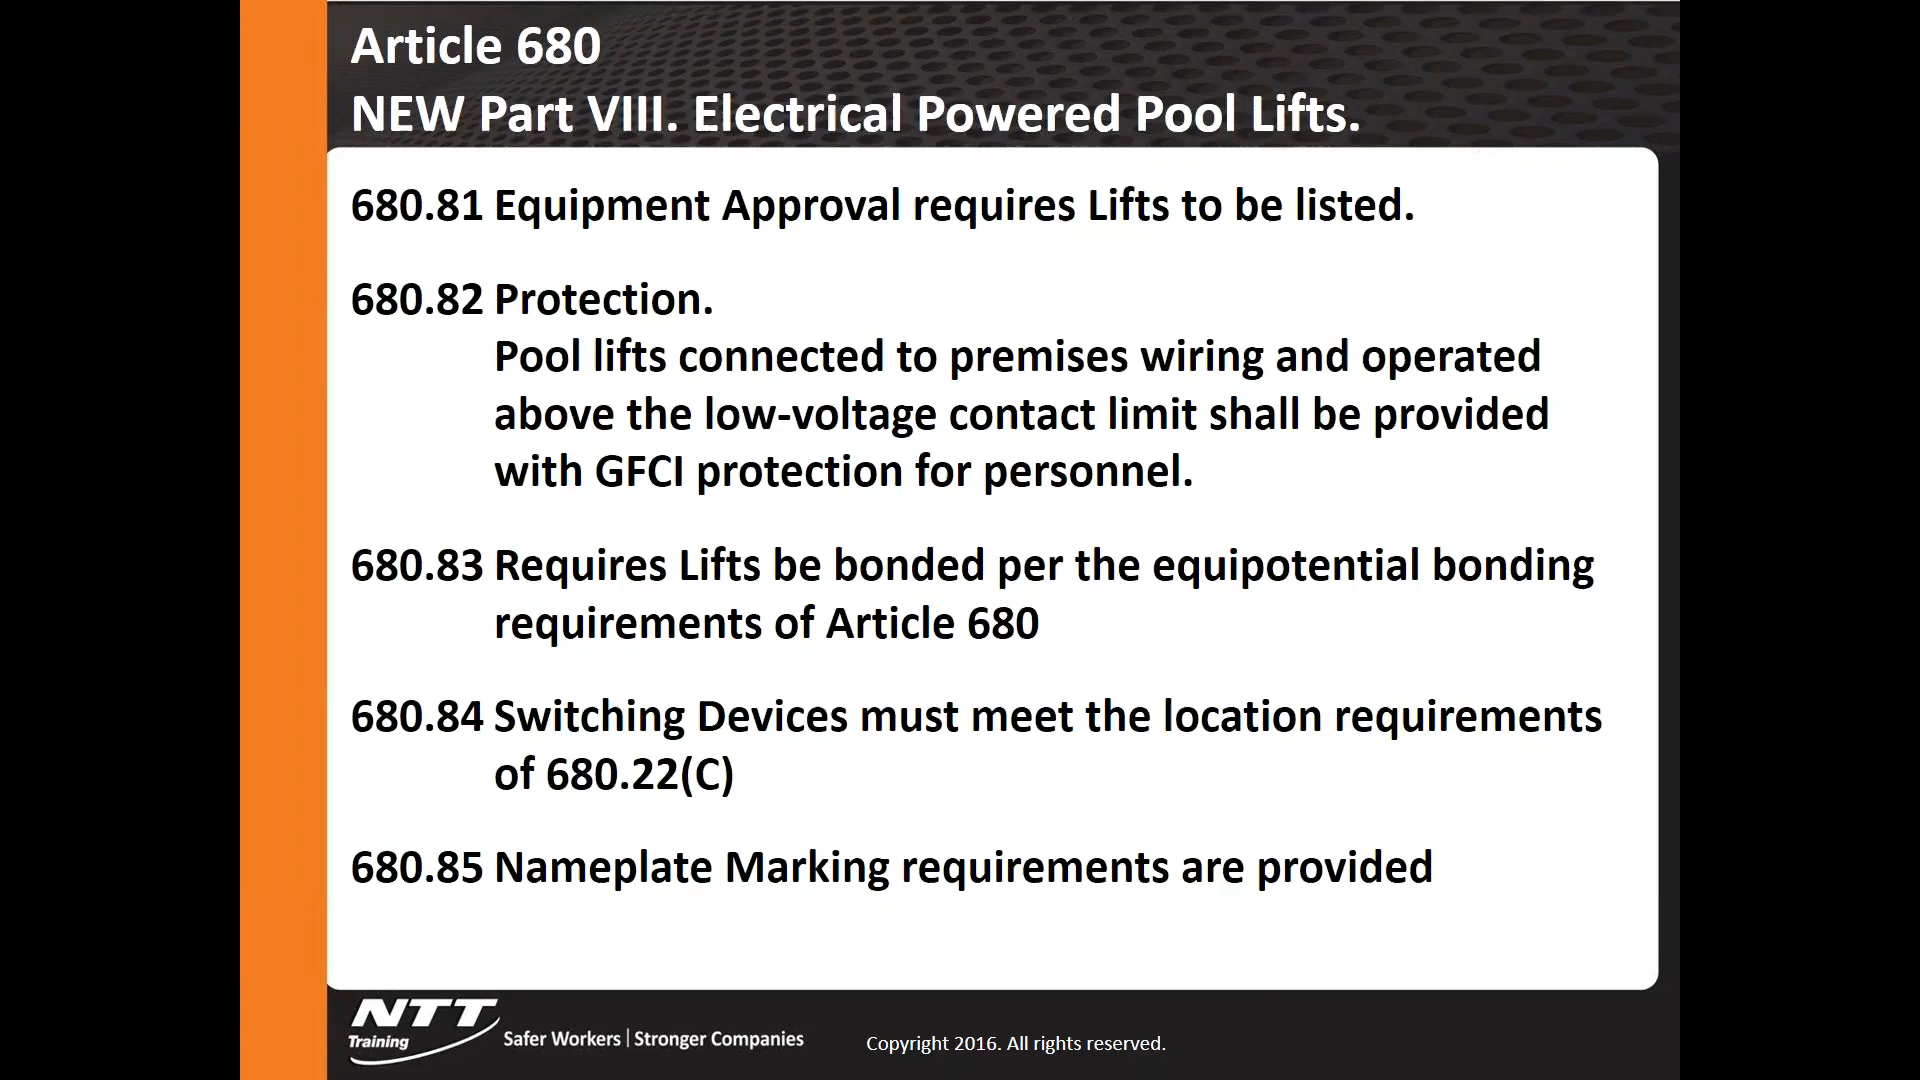 Article 680
NEW Part VIII. Electrical Powered Pool Lifts.
680.81 Equipment Approval requires Lifts to be listed.
680.82 Protection.
Pool lifts connected to premises wiring and operated
above the low-voltage contact limit shall be provided
with GFCI protection for personnel.
680.83 Requires Lifts be bonded per the equipotential bonding
requirements of Article 680
680.84 Switching Devices must meet the location requirements
of 680.22(C)
680.85 Nameplate Marking requirements are provided
NTT
Training
Safer Workers | Stronger Companies
Copyright 2016. All rights reserved.